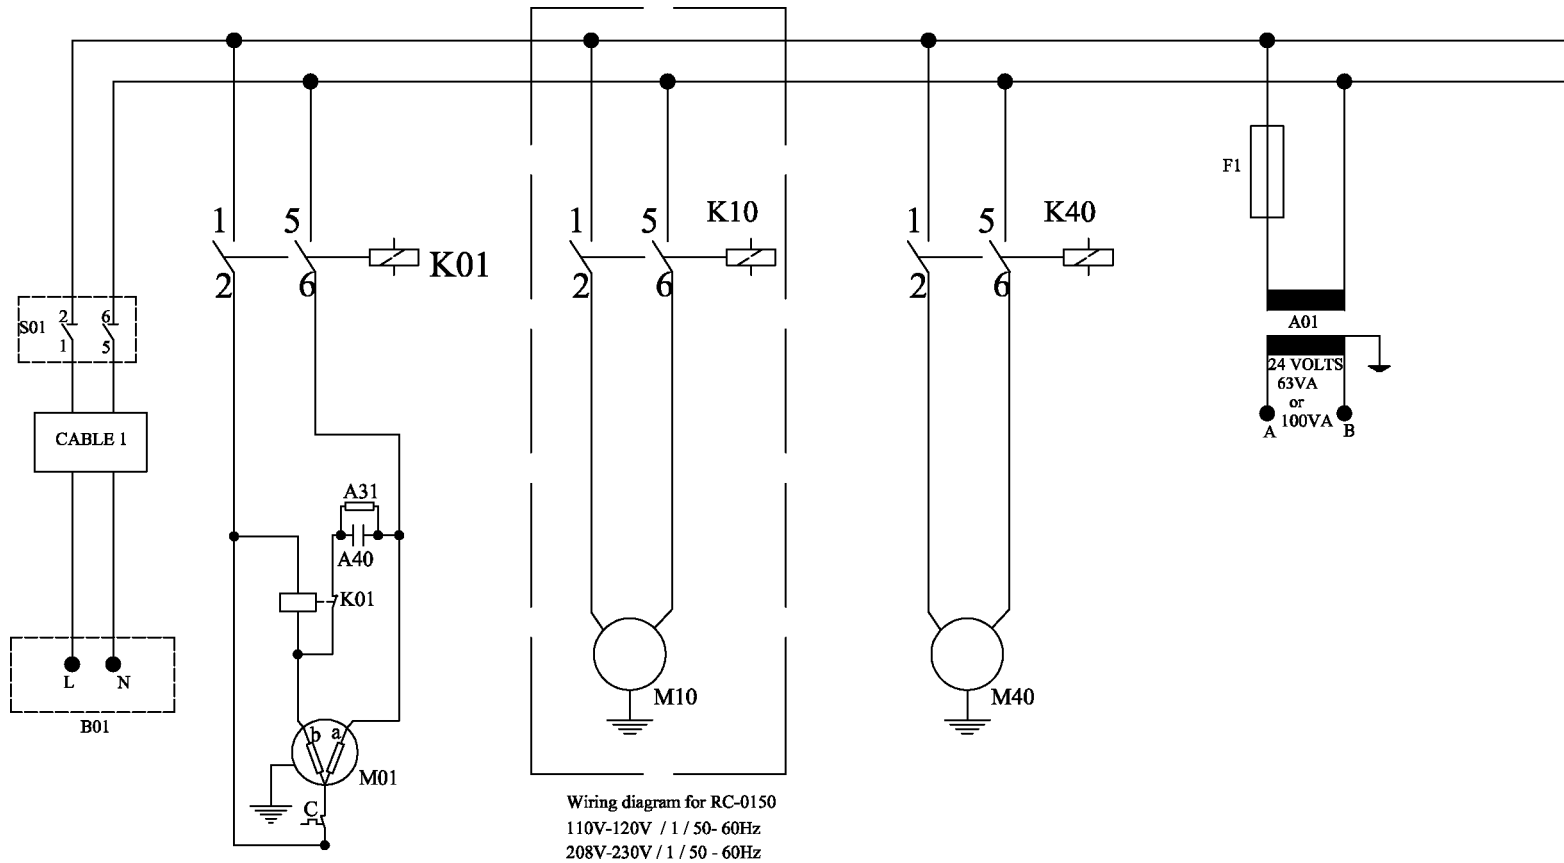 S01
2
6
1
5
CABLE 1
L
N
B01
1
5
2
6
K01
A31
A40
K01
b
a
M01
C
1
5
K10
2
6
M10
Wiring diagram for RC-0150
110V-120V / 1 / 50- 60Hz
208V-230V / 1 / 50 - 60Hz
1
5
K40
2
6
M40
F1
A01
24 VOLTS
63VA
or
100VA
A
B